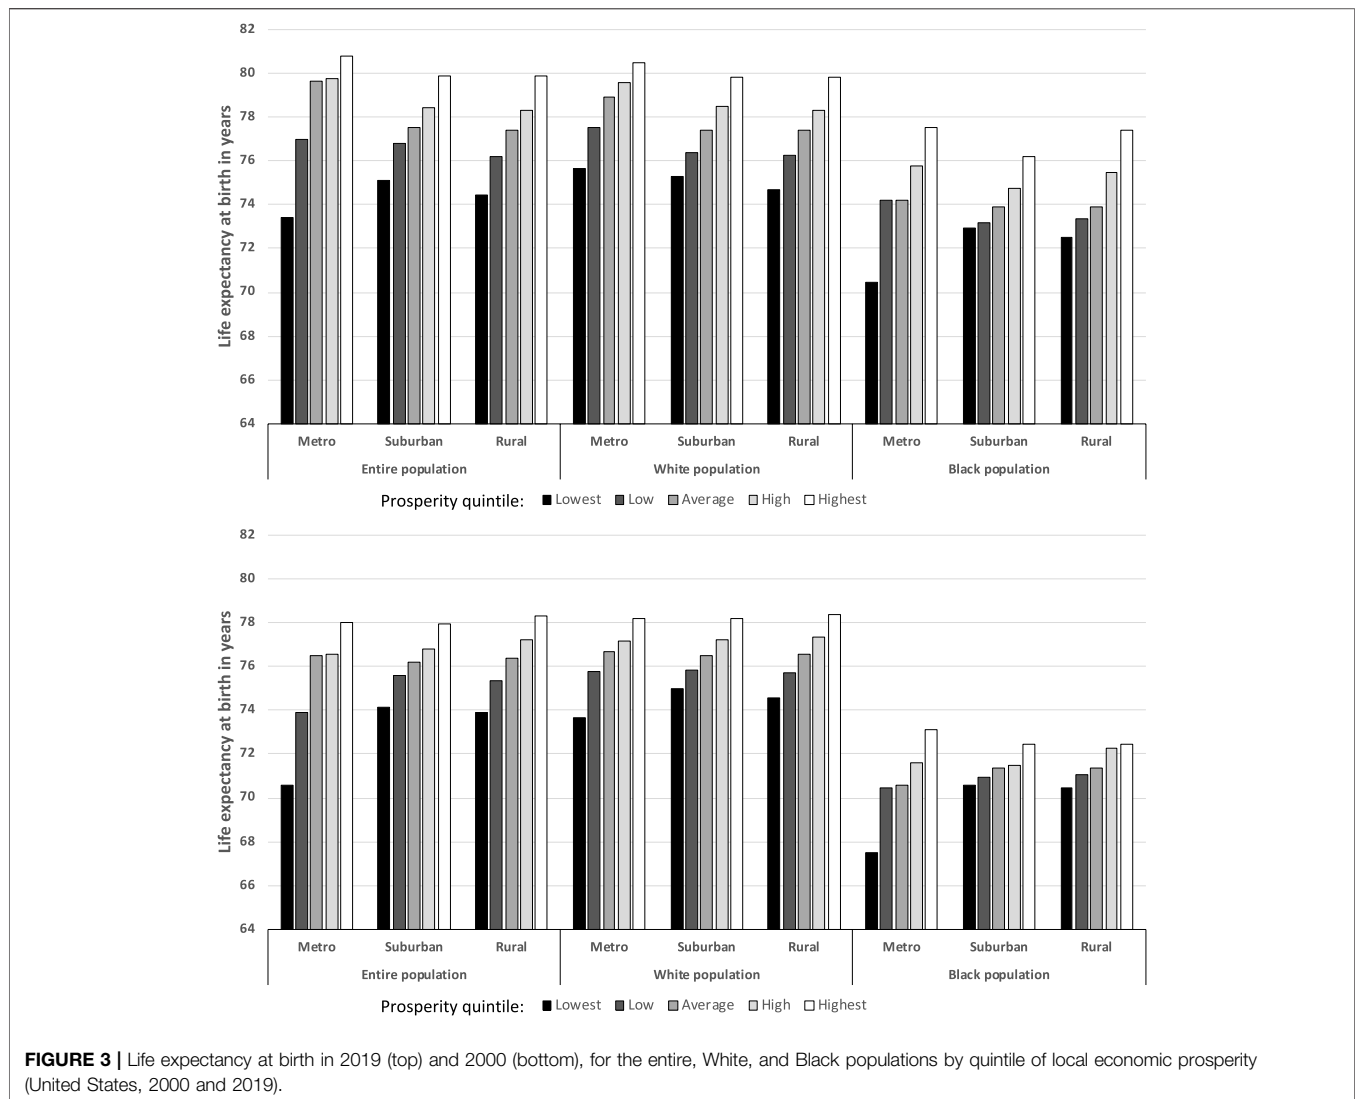 82
80
78
76
74
72
70
68
66
64
Life expectancy at birth in years
Metro Suburban Rural Metro Suburban Rural Metro Suburban Rural
Entire population White population Black population
Prosperity quintile: Lowest Low Average High Highest
82
80
78
76
74
72
70
68
66
64
Life expectancy at birth in years
Metro Suburban Rural Metro Suburban Rural Metro Suburban Rural
Entire population White population Black population
Prosperity quintile: Lowest Low Average High Highest
FIGURE 3 | Life expectancy at birth in 2019 (top) and 2000 (bottom), for the entire, White, and Black populations by quintile of local economic prosperity
(United States, 2000 and 2019).